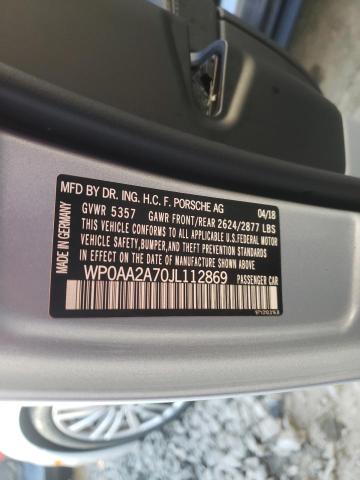 MFD BY DR. ING. H.C. F. PORSCHE AG 04/18
MADE IN GERMANY
GVWR 5357 GAWR FRONT/REAR 2624/2877 LBS
THIS VEHICLE CONFORMS TO ALL APPLICABLE U.S. FEDERAL MOTOR
VEHICLE SAFETY, BUMPER, AND THEFT PREVENTION STANDARDS
IN EFFECT ON THE DATE OF MANUFACTURE SHOWN ABOVE
WP0AA2A70JL112869 PASSENGER CAR